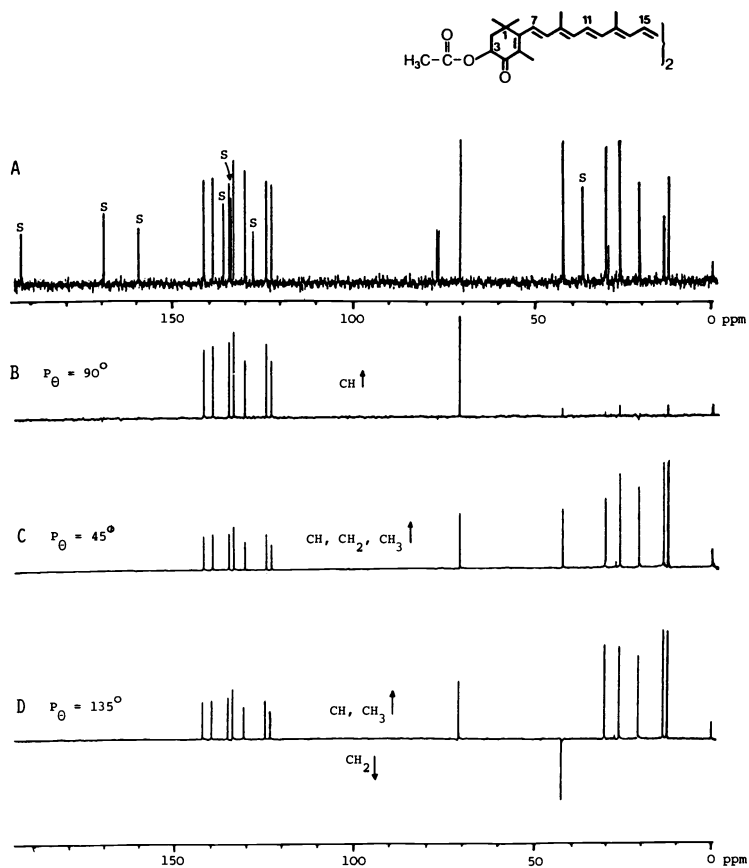 7 11 15
1
3
O
H₃C-C-O
O
2
A
S S S S S S S
150 100 50 0 ppm
B Pθ = 90°
CH
C Pθ = 45°
CH, CH₂, CH₃
D Pθ = 135°
CH, CH₃
CH₂
150 100 50 0 ppm